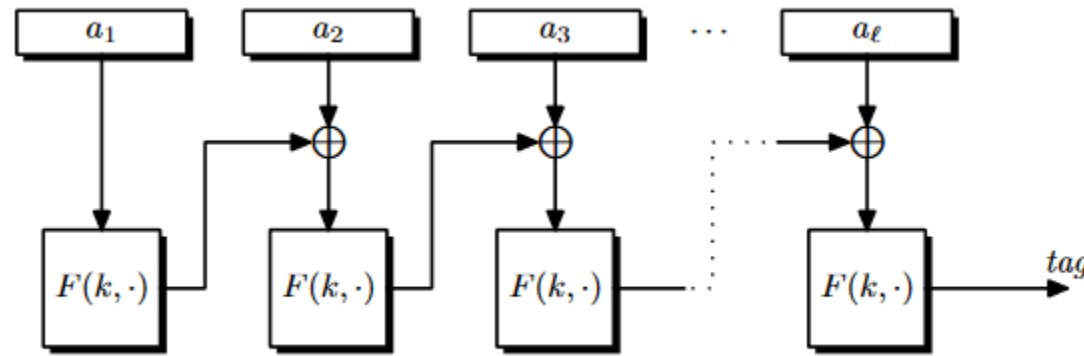 a₁ a₂ a₃ ⋯ aℓ
⊕ ⊕ ⊕
F(k, ·) F(k, ·) F(k, ·) F(k, ·) tag